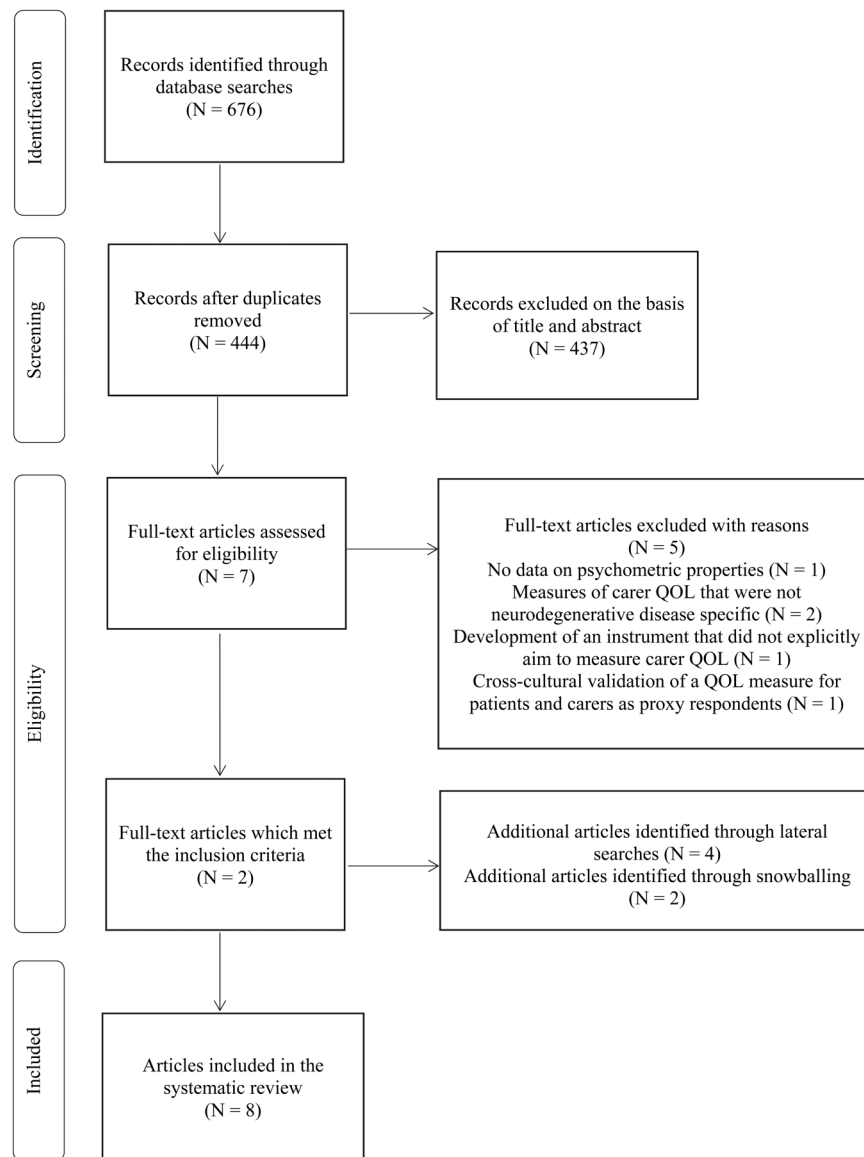 Identification
Records identified through
database searches
(N = 676)
Screening
Records after duplicates
removed
(N = 444)
Records excluded on the basis
of title and abstract
(N = 437)
Eligibility
Full-text articles assessed
for eligibility
(N = 7)
Full-text articles excluded with reasons
(N = 5)
No data on psychometric properties (N = 1)
Measures of carer QOL that were not
neurodegenerative disease specific (N = 2)
Development of an instrument that did not explicitly
aim to measure carer QOL (N = 1)
Cross-cultural validation of a QOL measure for
patients and carers as proxy respondents (N = 1)
Full-text articles which met
the inclusion criteria
(N = 2)
Additional articles identified through lateral
searches (N = 4)
Additional articles identified through snowballing
(N = 2)
Included
Articles included in the
systematic review
(N = 8)